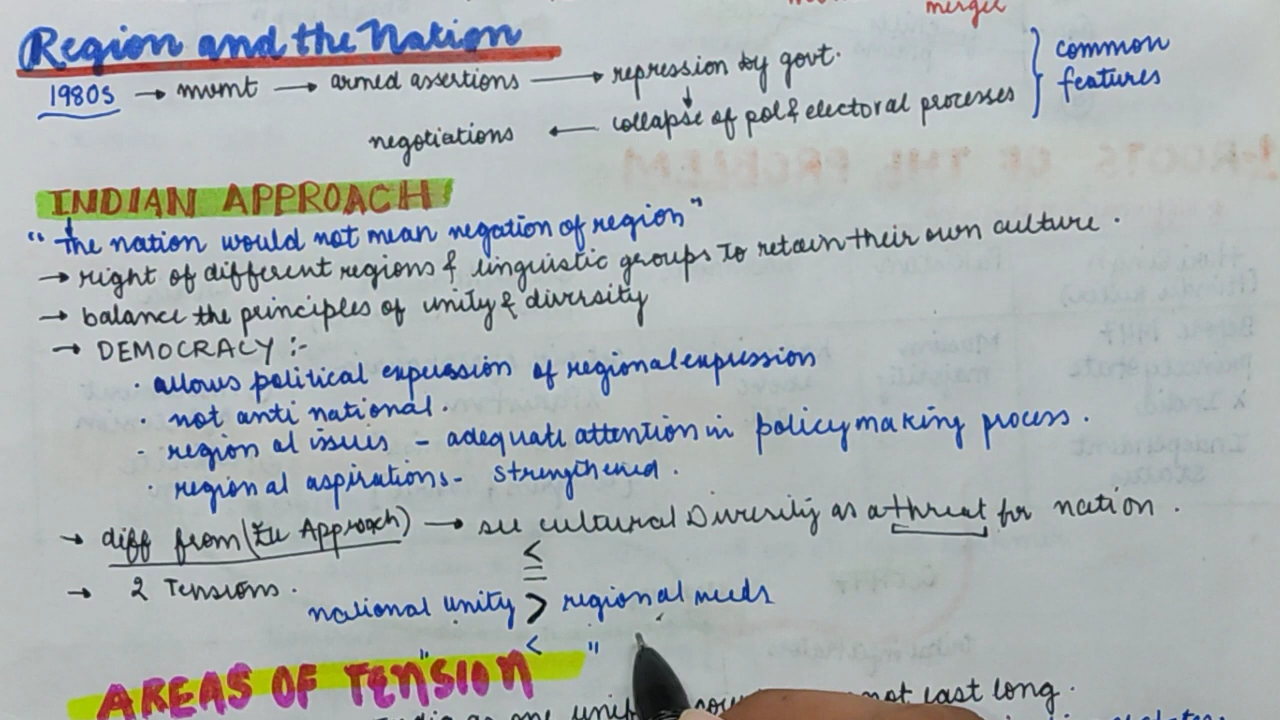 merger
Region and the Nation
1980s → mvmt → armed assertions → repression by govt.
↓
negotiations ← collapse of pol & electoral processes
} common
features
INDIAN APPROACH
"the nation would not mean negation of region"
→ right of different regions & linguistic groups to retain their own culture.
→ balance the principles of unity & diversity
→ DEMOCRACY :-
· allows political expression of regional expression
· not anti national.
- regional issues - adequate attention in policymaking process.
· regional aspirations - strengthened.
→ diff from (EU Approach) → see cultural Diversity as a threat for nation.
→ 2 Tensions.
<
=
national unity > regional needs
" < "
AREAS OF TENSION
not last long.